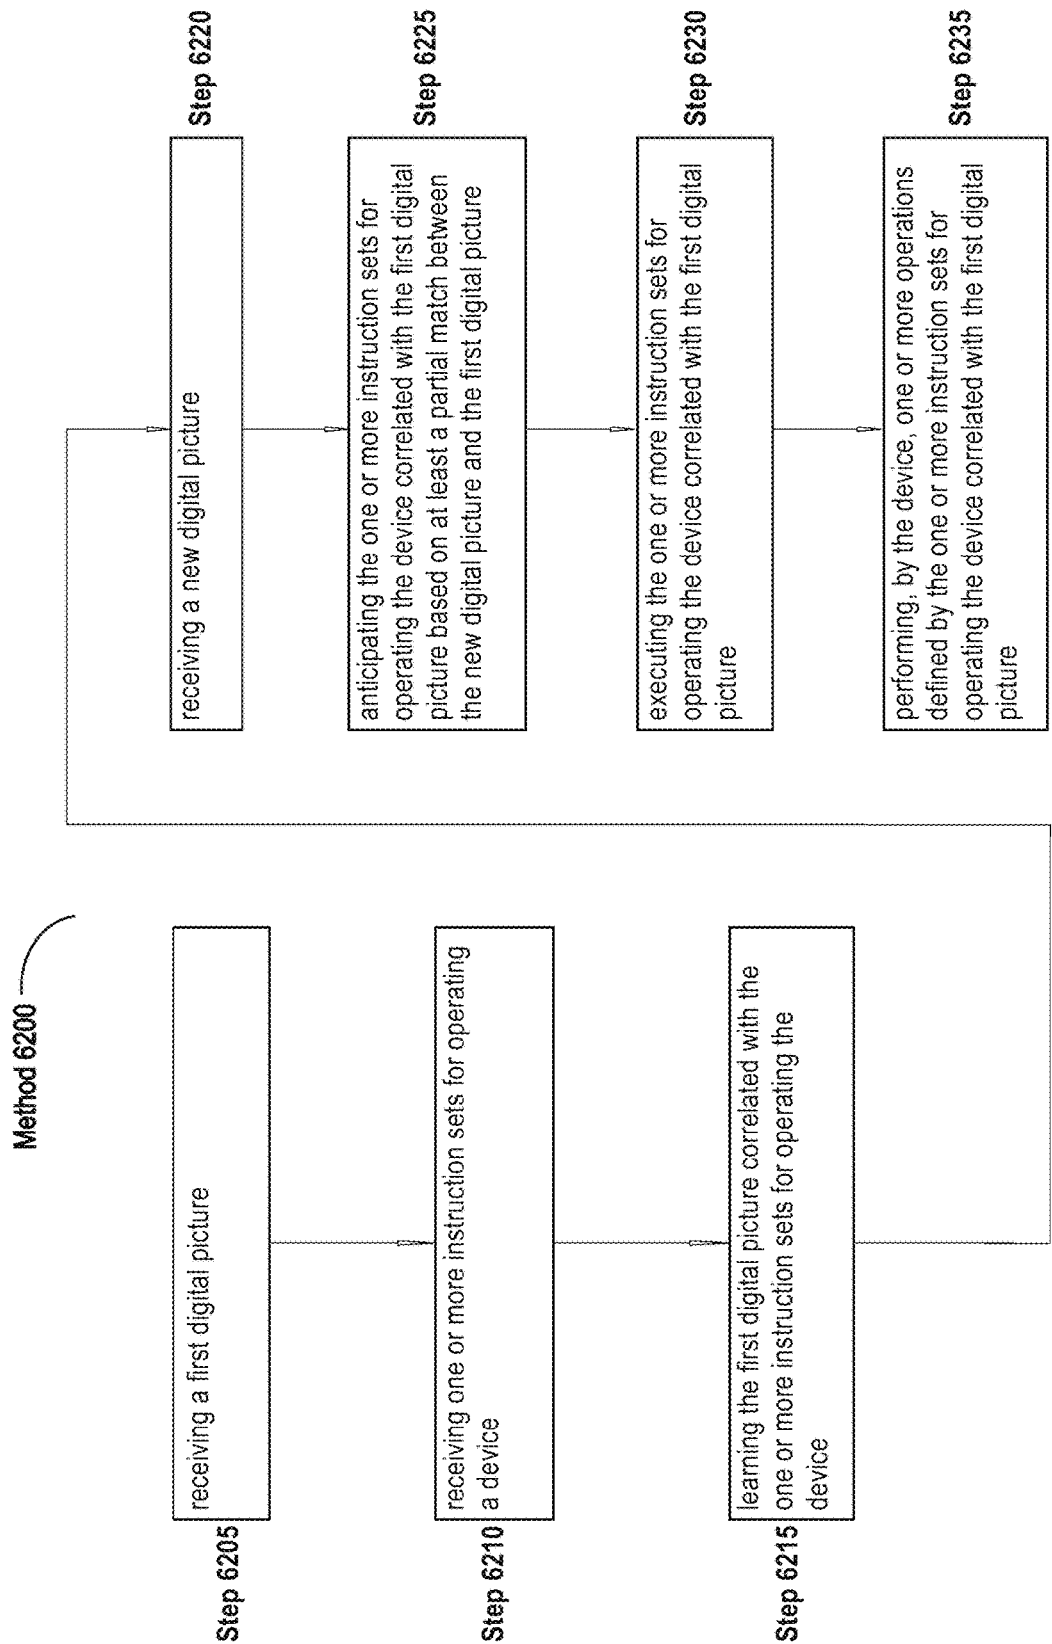 Method 6200
Step 6205
receiving a first digital picture
Step 6210
receiving one or more instruction sets for operating
a device
Step 6215
learning the first digital picture correlated with the
one or more instruction sets for operating the
device
receiving a new digital picture
Step 6220
anticipating the one or more instruction sets for
operating the device correlated with the first digital
picture based on at least a partial match between
the new digital picture and the first digital picture
Step 6225
executing the one or more instruction sets for
operating the device correlated with the first digital
picture
Step 6230
performing, by the device, one or more operations
defined by the one or more instruction sets for
operating the device correlated with the first digital
picture
Step 6235